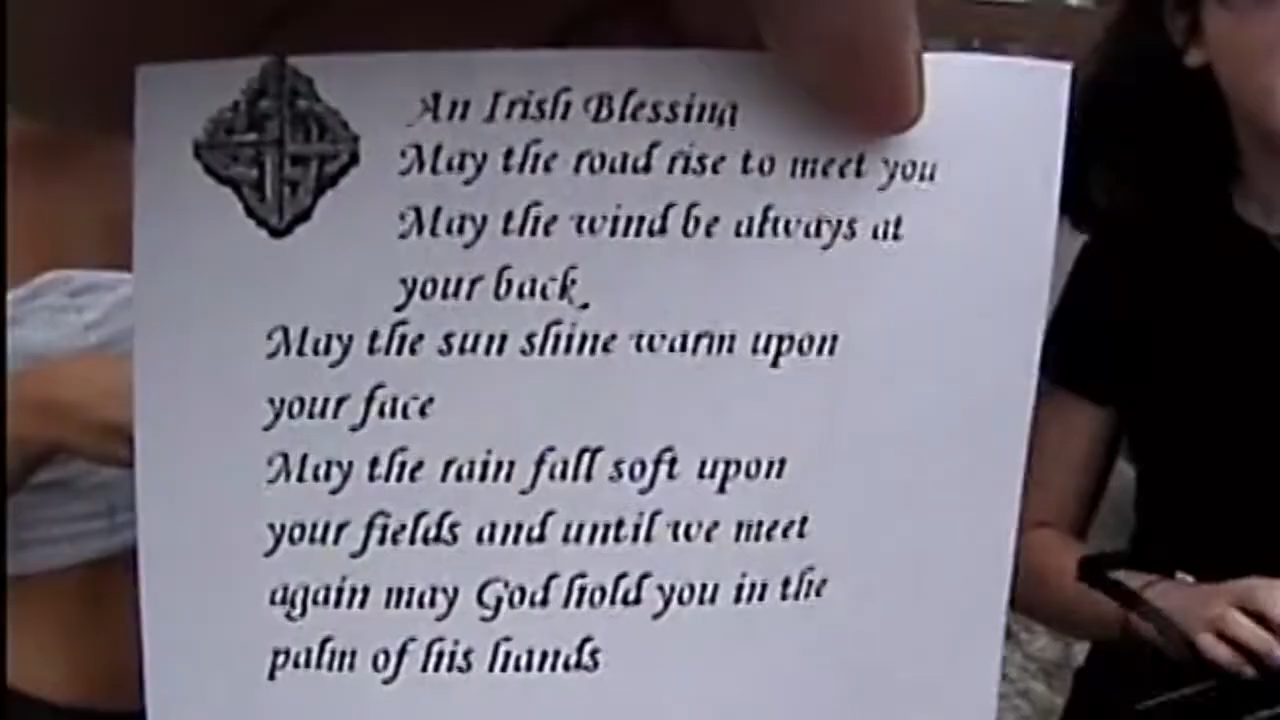 An Irish Blessing
May the road rise to meet you
May the wind be always at
your back.
May the sun shine warm upon
your face
May the rain fall soft upon
your fields and until we meet
again may God hold you in the
palm of his hands